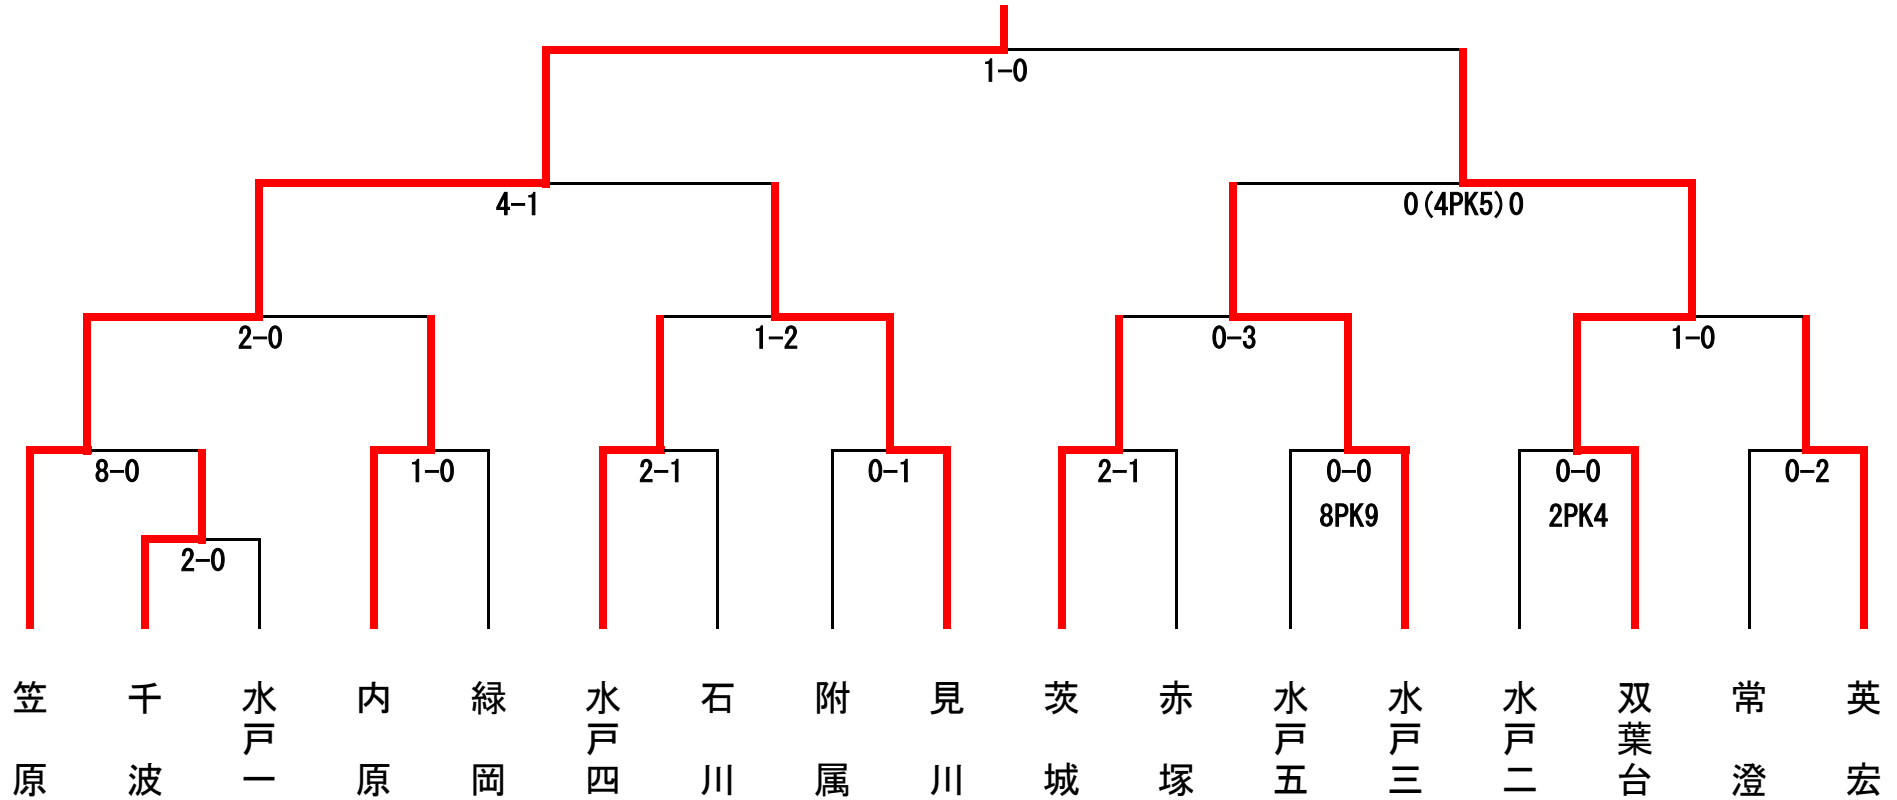 1-0
4-1
0(4PK5)0
2-0
1-2
0-3
1-0
8-0
1-0
2-1
0-1
2-1
0-0
0-0
0-2
8PK9
2PK4
2-0
笠原
千波
水戸一
内原
緑岡
水戸四
石川
附属
見川
茨城
赤塚
水戸五
水戸三
水戸二
双葉台
常澄
英宏